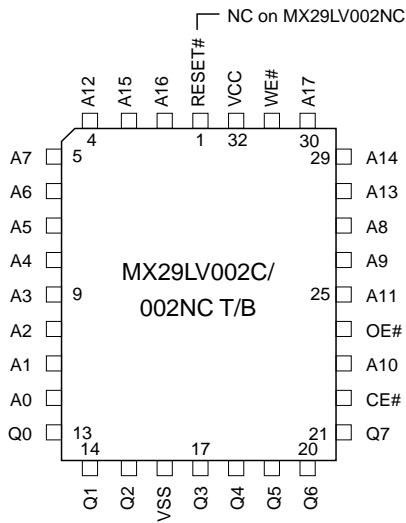 NC on MX29LV002NC
A12
A15
A16
RESET#
VCC
WE#
A17
4
1
32
30
A7
5
29
A14
A6
A13
A5
A8
A4
A9
A3
9
MX29LV002C/
002NC T/B
25
A11
A2
OE#
A1
A10
A0
CE#
Q0
13
21
Q7
14
17
20
Q1
Q2
VSS
Q3
Q4
Q5
Q6